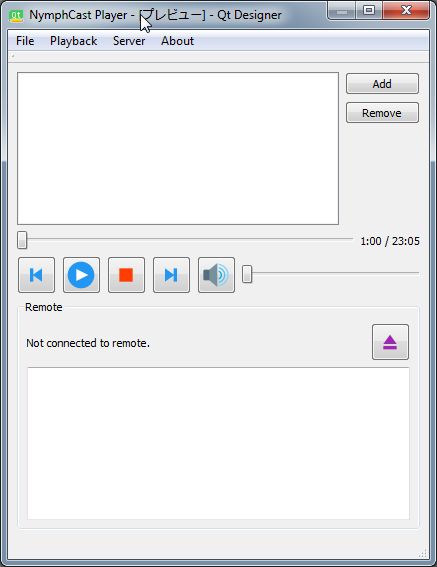 NymphCast Player - [プレビュー] - Qt Designer
File Playback Server About
Add
Remove
1:00 / 23:05
Remote
Not connected to remote.